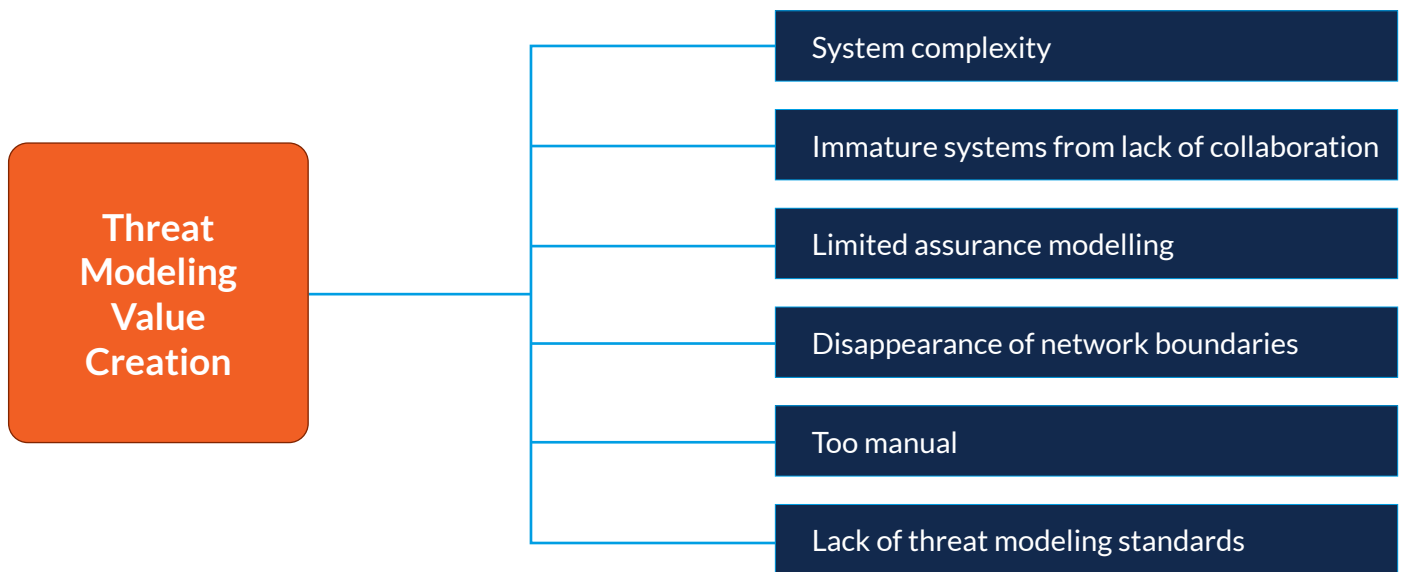 Threat
Modeling
Value
Creation
System complexity
Immature systems from lack of collaboration
Limited assurance modelling
Disappearance of network boundaries
Too manual
Lack of threat modeling standards